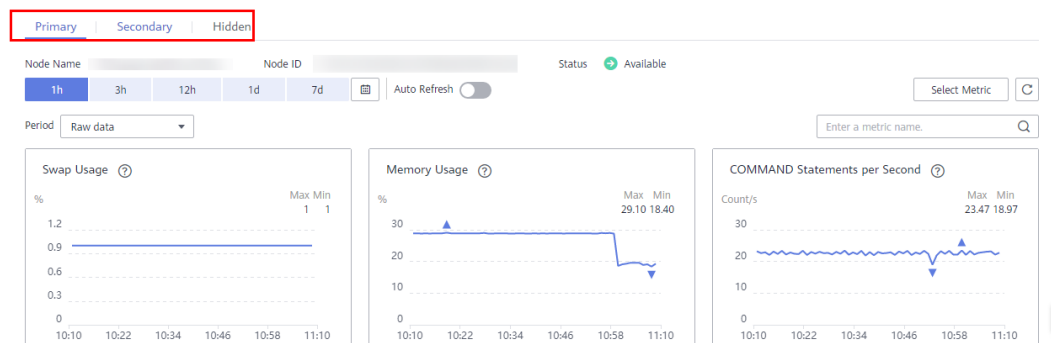 Primary Secondary Hidden
Node Name Node ID Status Available
1h 3h 12h 1d 7d Auto Refresh Select Metric
Period Raw data Enter a metric name.
Swap Usage ?
%
Max Min
1 1
1.2
0.9
0.6
0.3
0
10:10 10:22 10:34 10:46 10:58 11:10
Memory Usage ?
%
Max Min
29.10 18.40
30
20
10
0
10:10 10:22 10:34 10:46 10:58 11:10
COMMAND Statements per Second ?
Count/s
Max Min
23.47 18.97
30
20
10
0
10:10 10:22 10:34 10:46 10:58 11:10